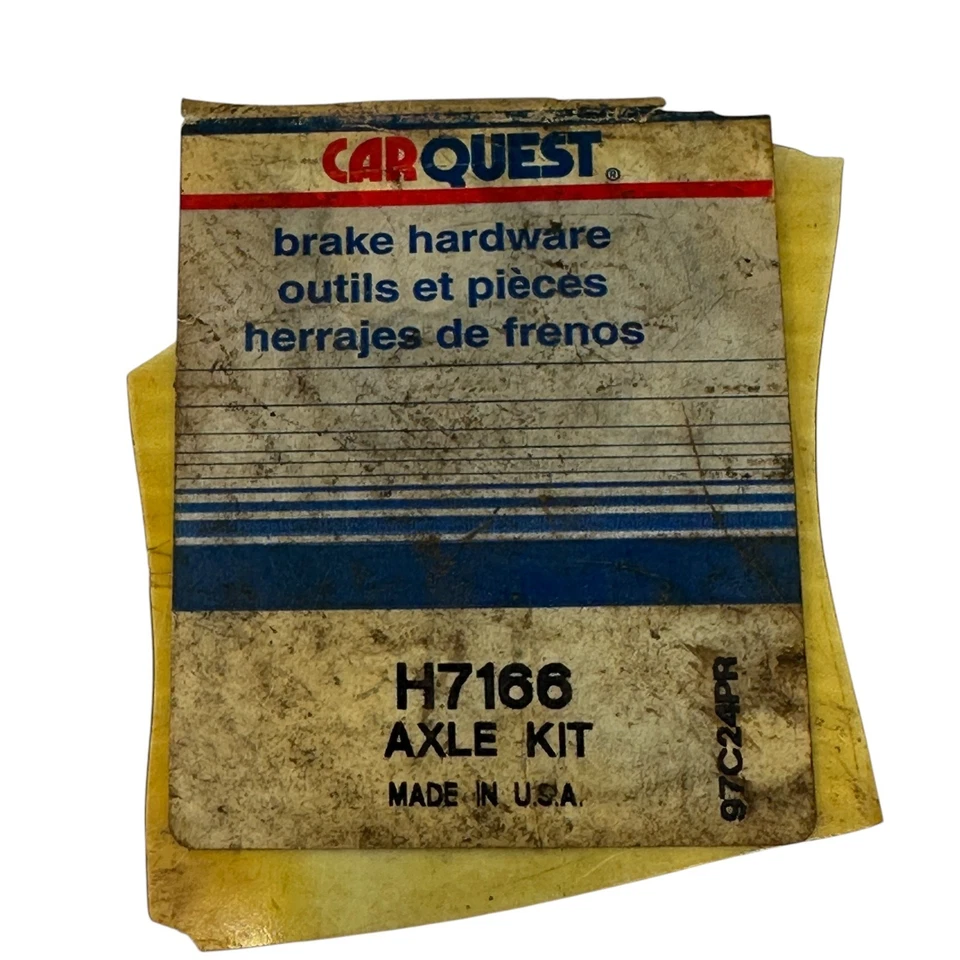 CARQUEST®
brake hardware
outils et pièces
herrajes de frenos
H7166
AXLE KIT
MADE IN U.S.A.
97C24PR